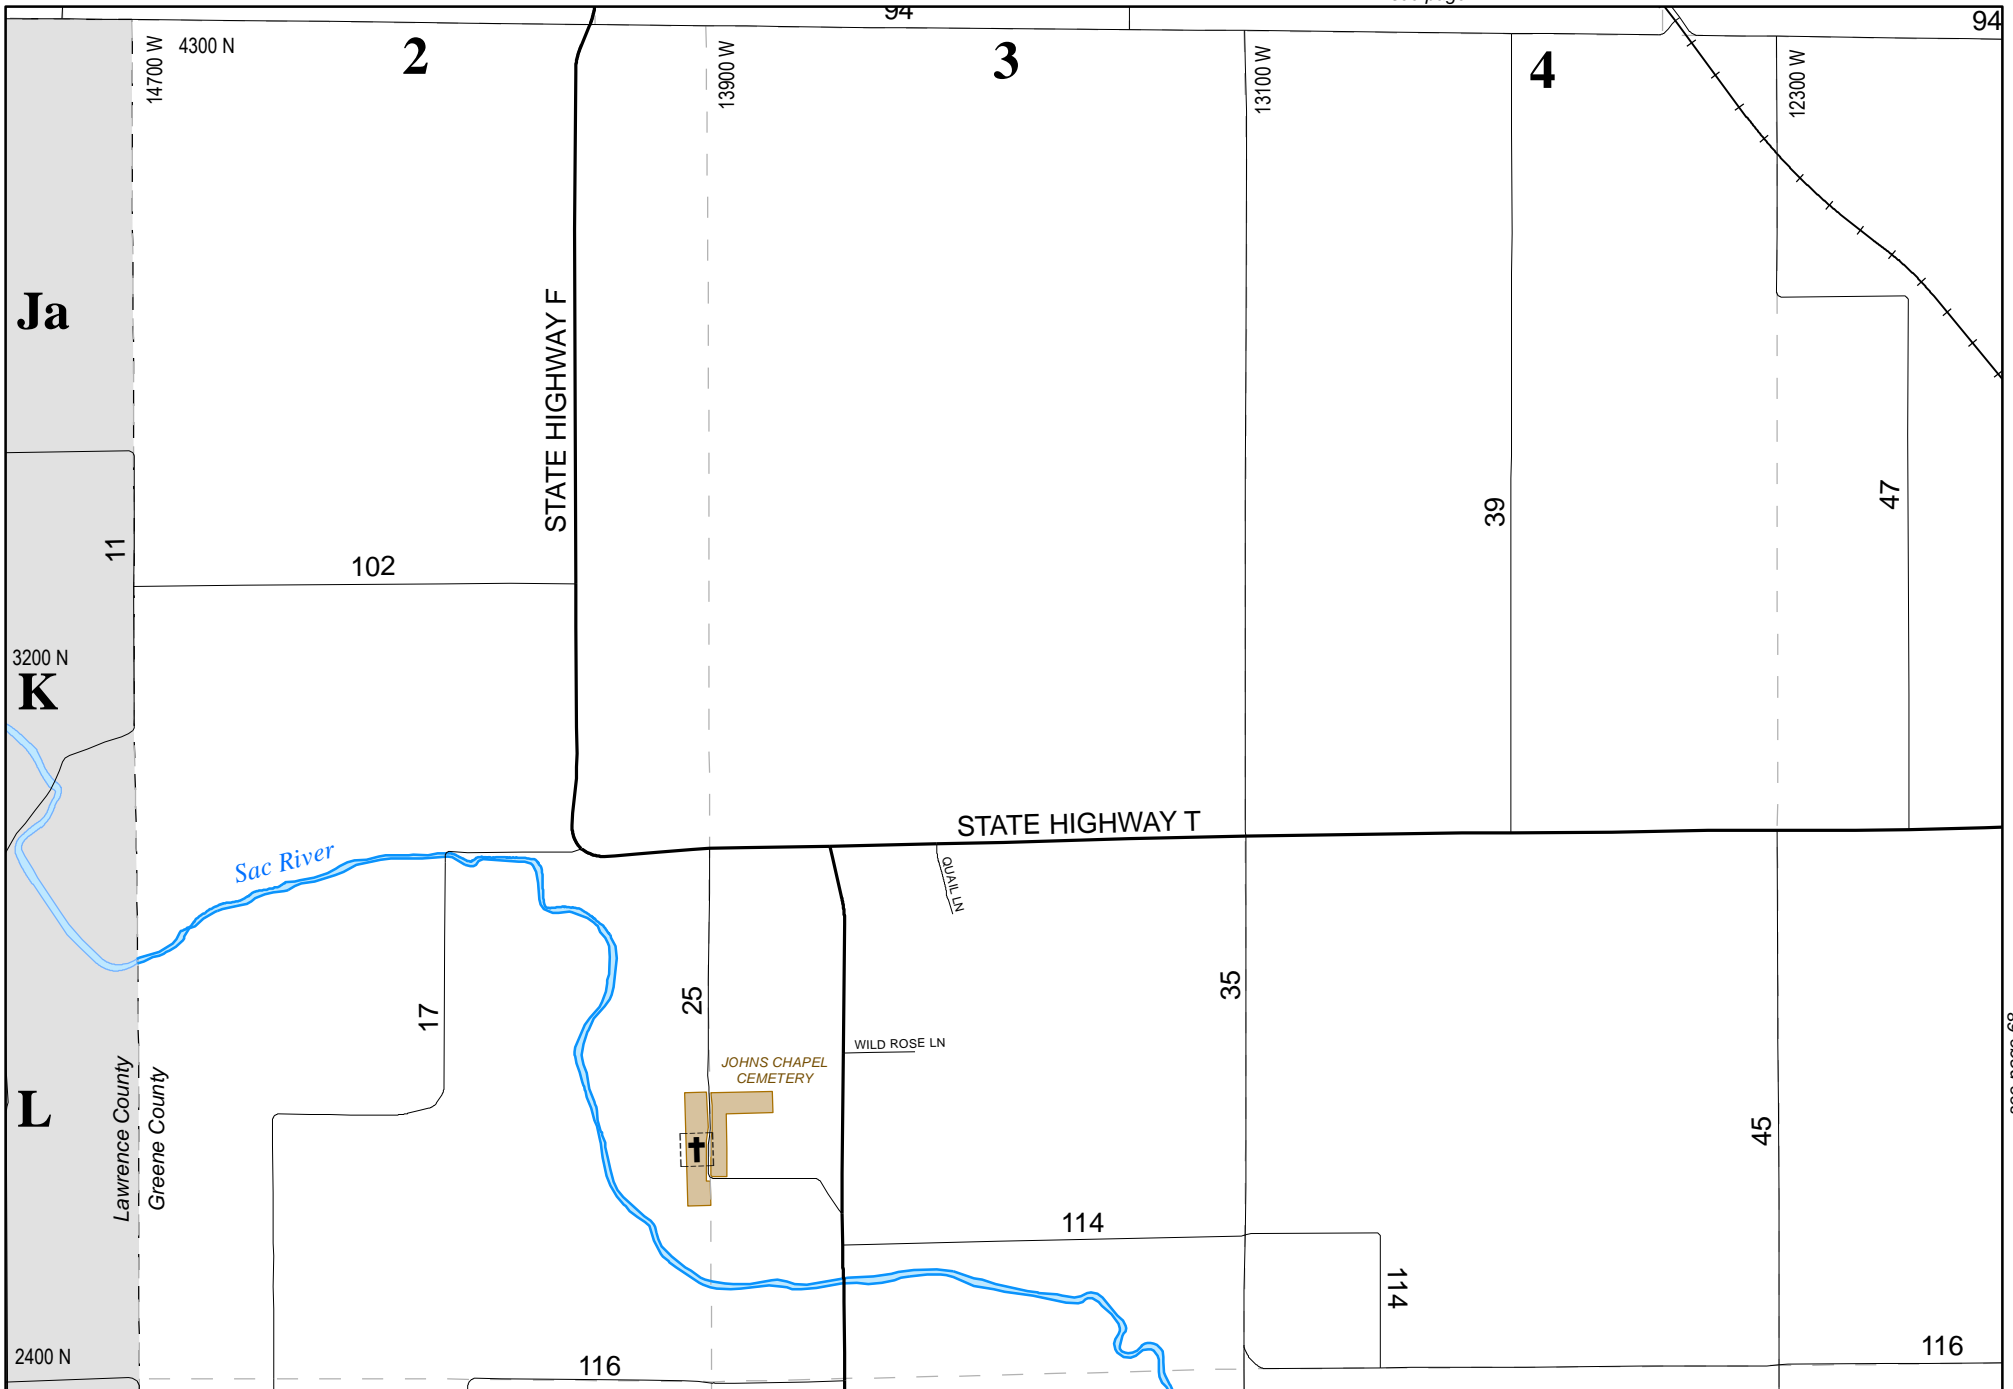 94
94
14700 W
4300 N
2
13900 W
3
13100 W
4
12300 W
Ja
STATE HIGHWAY F
39
47
11
102
3200 N
K
STATE HIGHWAY T
Sac River
QUAIL LN
17
25
35
WILD ROSE LN
JOHNS CHAPEL
CEMETERY
L
Lawrence County
Greene County
45
114
114
2400 N
116
116